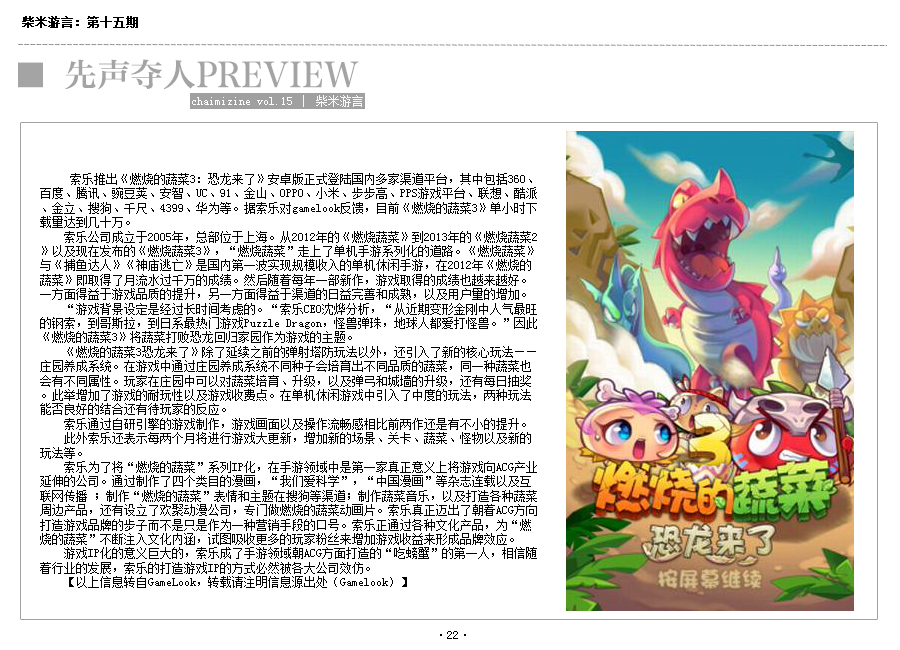 柴米游言：第十五期
先声夺人PREVIEW
chaimizine vol.15 | 柴米游言
索乐推出《燃烧的蔬菜3：恐龙来了》安卓版正式登陆国内多家渠道平台，其中包括360、
百度、腾讯、豌豆荚、安智、UC、91、金山、OPPO、小米、步步高、PPS游戏平台、联想、酷派
、金立、搜狗、千尺、4399、华为等。据索乐对gamelook反馈，目前《燃烧的蔬菜3》单小时下
载量达到几十万。
索乐公司成立于2005年，总部位于上海。从2012年的《燃烧蔬菜》到2013年的《燃烧蔬菜2
》以及现在发布的《燃烧蔬菜3》，“燃烧蔬菜”走上了单机手游系列化的道路。《燃烧蔬菜》
与《捕鱼达人》《神庙逃亡》是国内第一波实现规模收入的单机休闲手游，在2012年《燃烧的
蔬菜》即取得了月流水过千万的成绩。然后随着每年一部新作，游戏取得的成绩也越来越好。
一方面得益于游戏品质的提升，另一方面得益于渠道的日益完善和成熟，以及用户量的增加。
“游戏背景设定是经过长时间考虑的。“索乐CEO沈烨分析，“从近期变形金刚中人气最旺
的钢索，到哥斯拉，到日系最热门游戏Puzzle Dragon，怪兽弹珠，地球人都爱打怪兽。”因此
《燃烧的蔬菜3》将蔬菜打败恐龙回归家园作为游戏的主题。
《燃烧的蔬菜3恐龙来了》除了延续之前的弹射塔防玩法以外，还引入了新的核心玩法——
庄园养成系统。在游戏中通过庄园养成系统不同种子会培育出不同品质的蔬菜，同一种蔬菜也
会有不同属性。玩家在庄园中可以对蔬菜培育、升级，以及弹弓和城墙的升级，还有每日抽奖
。此举增加了游戏的耐玩性以及游戏收费点。在单机休闲游戏中引入了中度的玩法，两种玩法
能否良好的结合还有待玩家的反应。
索乐通过自研引擎的游戏制作，游戏画面以及操作流畅感相比前两作还是有不小的提升。
此外索乐还表示每两个月将进行游戏大更新，增加新的场景、关卡、蔬菜、怪物以及新的
玩法等。
索乐为了将“燃烧的蔬菜”系列IP化，在手游领域中是第一家真正意义上将游戏向ACG产业
延伸的公司。通过制作了四个类目的漫画，“我们爱科学”，“中国漫画”等杂志连载以及互
联网传播 ；制作“燃烧的蔬菜”表情和主题在搜狗等渠道；制作蔬菜音乐，以及打造各种蔬菜
周边产品，还有设立了欢聚动漫公司，专门做燃烧的蔬菜动画片。索乐真正迈出了朝着ACG方向
打造游戏品牌的步子而不是只是作为一种营销手段的口号。索乐正通过各种文化产品，为“燃
烧的蔬菜”不断注入文化内涵，试图吸收更多的玩家粉丝来增加游戏收益来形成品牌效应。
游戏IP化的意义巨大的，索乐成了手游领域朝ACG方面打造的“吃螃蟹”的第一人，相信随
着行业的发展，索乐的打造游戏IP的方式必然被各大公司效仿。
【以上信息转自GameLook，转载请注明信息源出处（Gamelook）】
3
燃烧的蔬菜
恐龙来了
按屏幕继续
·22·